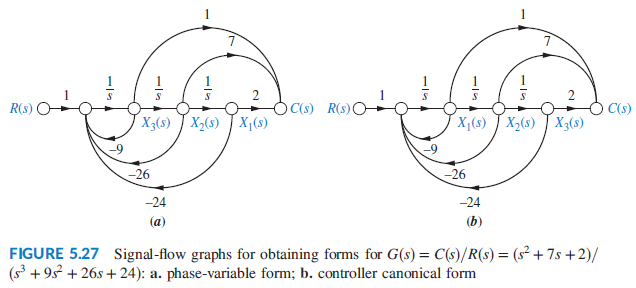 1
7
1
1/s
1/s
1/s
2
R(s)
C(s)
X3(s)
X2(s)
X1(s)
–9
–26
–24
(a)
1
7
1
1/s
1/s
1/s
2
R(s)
C(s)
X1(s)
X2(s)
X3(s)
–9
–26
–24
(b)
FIGURE 5.27 Signal-flow graphs for obtaining forms for G(s) = C(s)/R(s) = (s² + 7s + 2)/
(s³ + 9s² + 26s + 24): a. phase-variable form; b. controller canonical form